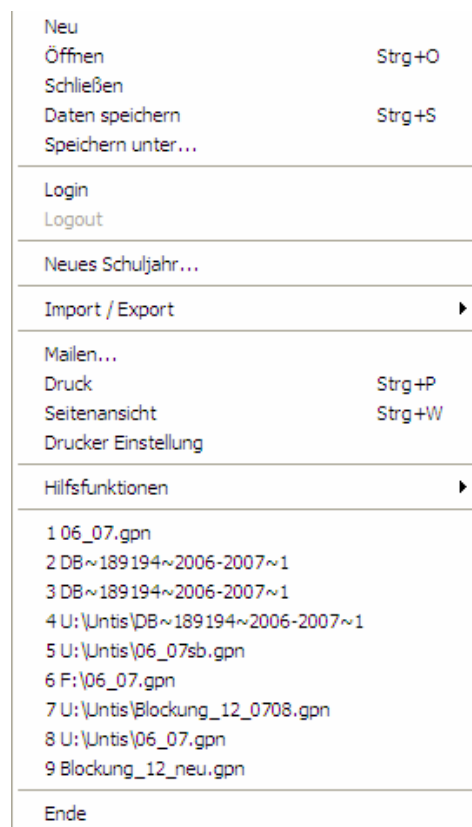 Neu
Öffnen Strg+O
Schließen
Daten speichern Strg+S
Speichern unter...
Login
Logout
Neues Schuljahr...
Import / Export
Mailen...
Druck Strg+P
Seitenansicht Strg+W
Drucker Einstellung
Hilfsfunktionen
1 06_07.gpn
2 DB~189194~2006-2007~1
3 DB~189194~2006-2007~1
4 U:\Untis\DB~189194~2006-2007~1
5 U:\Untis\06_07sb.gpn
6 F:\06_07.gpn
7 U:\Untis\Blockung_12_0708.gpn
8 U:\Untis\06_07.gpn
9 Blockung_12_neu.gpn
Ende